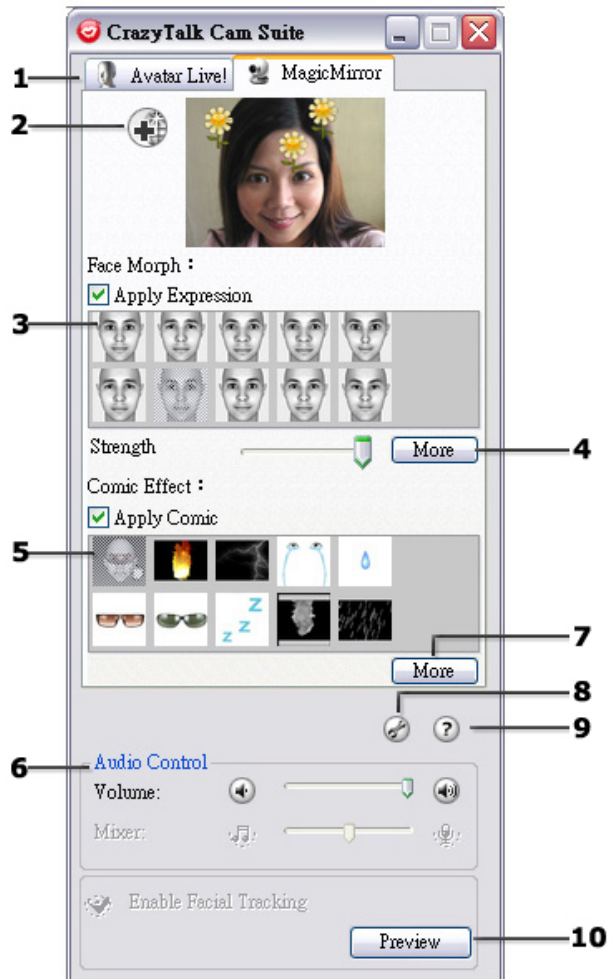 CrazyTalk Cam Suite
1
Avatar Live!
MagicMirror
2
Face Morph :
Apply Expression
3
Strength
More
4
Comic Effect :
Apply Comic
5
z z z
7
More
8
? 9
6
Audio Control
Volume:
Mixer:
Enable Facial Tracking
Preview
10